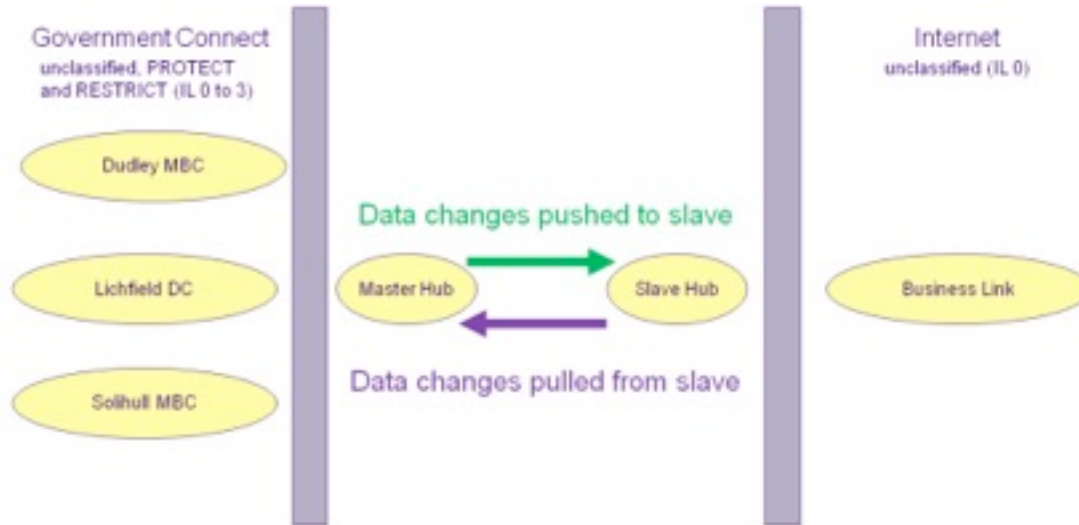 Government Connect
unclassified, PROTECT
and RESTRICT (IL 0 to 3)
Dudley MBC
Lichfield DC
Solihull MBC
Data changes pushed to slave
Master Hub
Slave Hub
Data changes pulled from slave
Internet
unclassified (IL 0)
Business Link